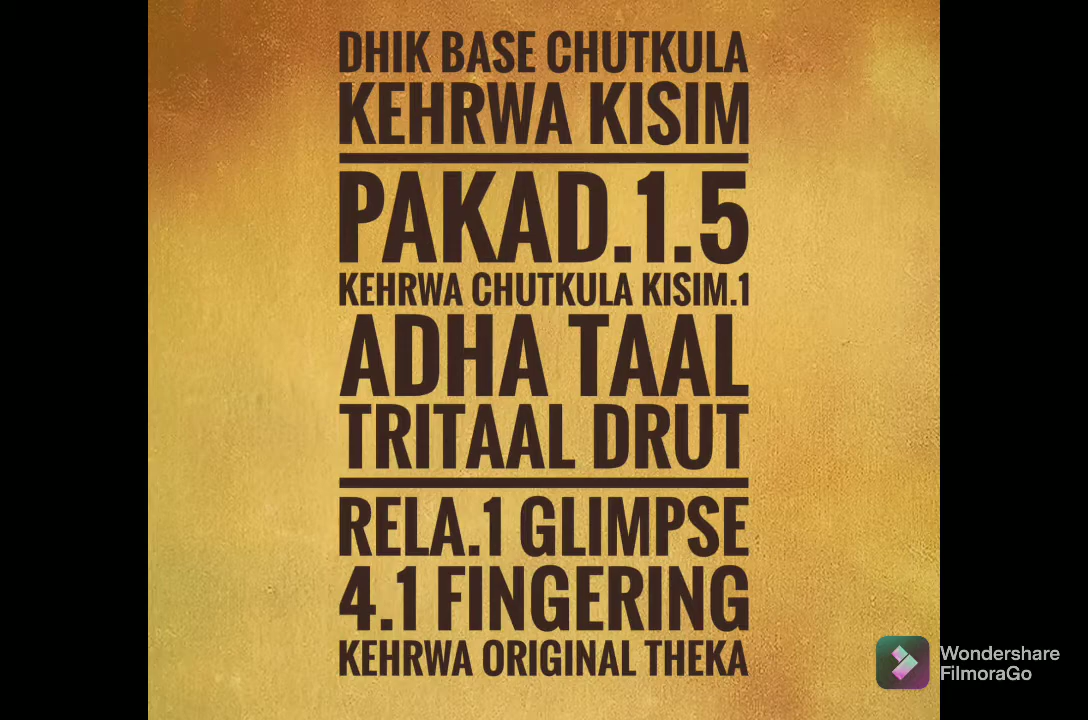 DHIK BASE CHUTKULA
KEHRWA KISIM
PAKAD.1.5
KEHRWA CHUTKULA KISIM.1
ADHA TAAL
TRITAAL DRUT
RELA.1 GLIMPSE
4.1 FINGERING
KEHRWA ORIGINAL THEKA
Wondershare
FilmoraGo